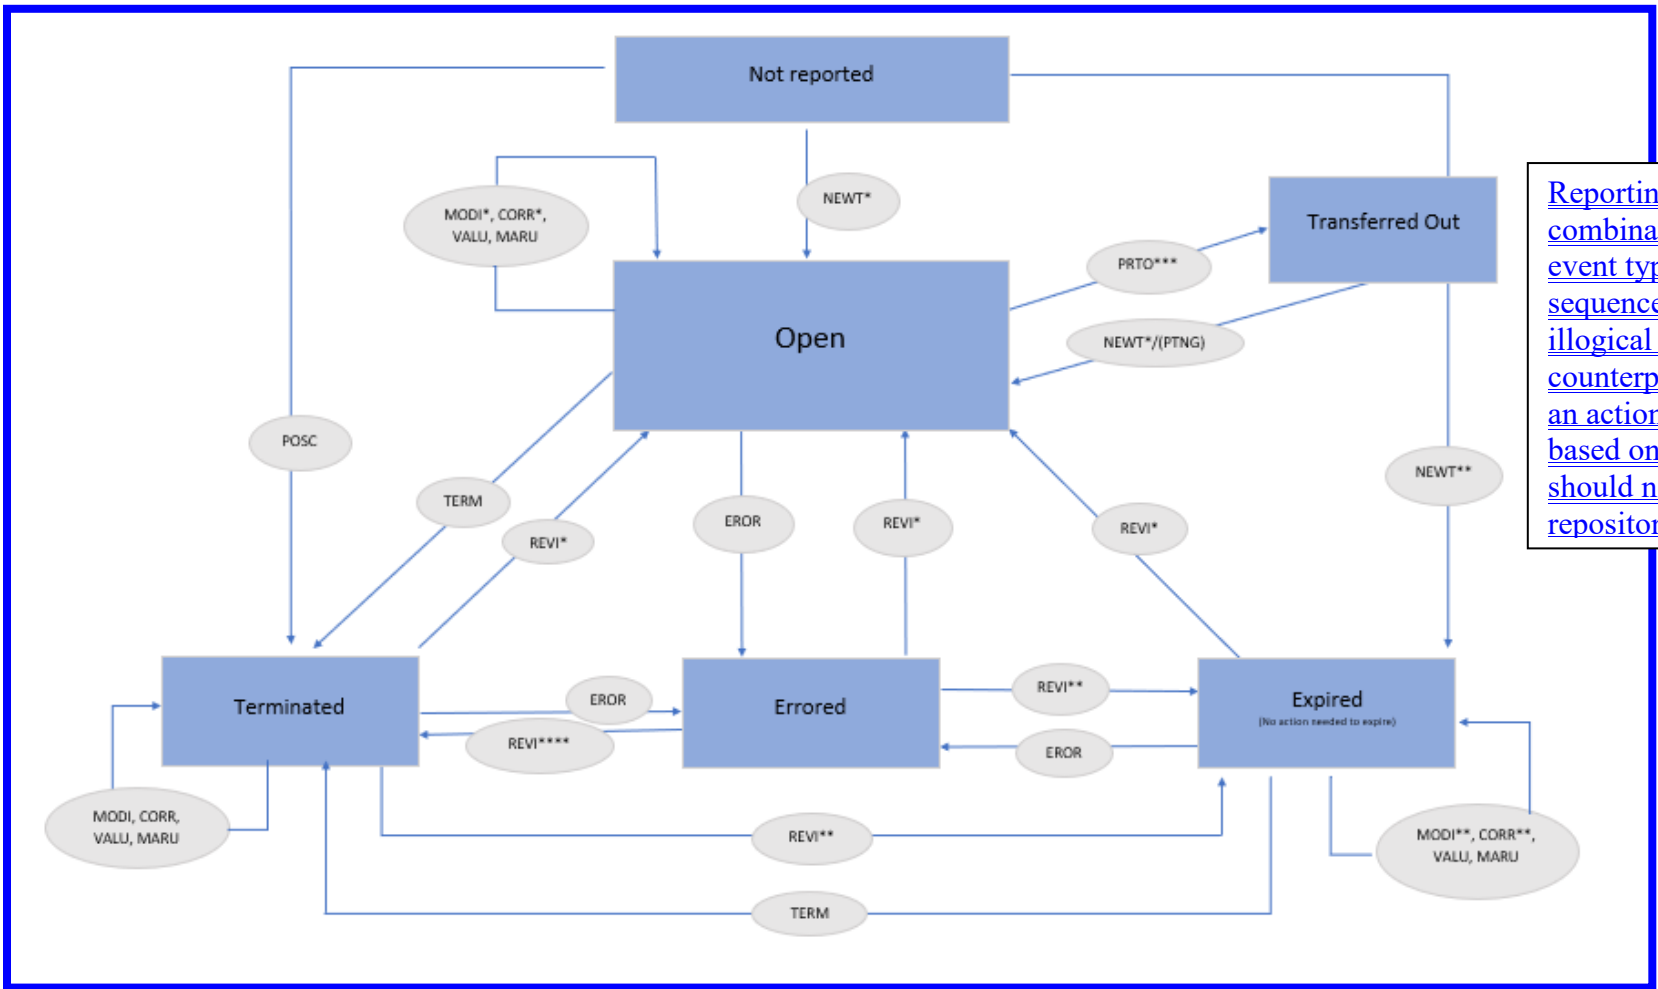 Not reported
NEWT*
MODI*, CORR*,
VALU, MARU
Transferred Out
PRTO***
Open
NEWT*/(PTNG)
POSC
NEWT**
TERM
REVI*
EROR
REVI*
REVI*
Terminated
EROR
REVI****
Errored
REVI**
EROR
Expired
(No action needed to expire)
MODI, CORR,
VALU, MARU
REVI**
MODI**, CORR**,
VALU, MARU
TERM
Reportin
combina
event typ
sequence
illogical
counterp
an action
based on
should n
repositor